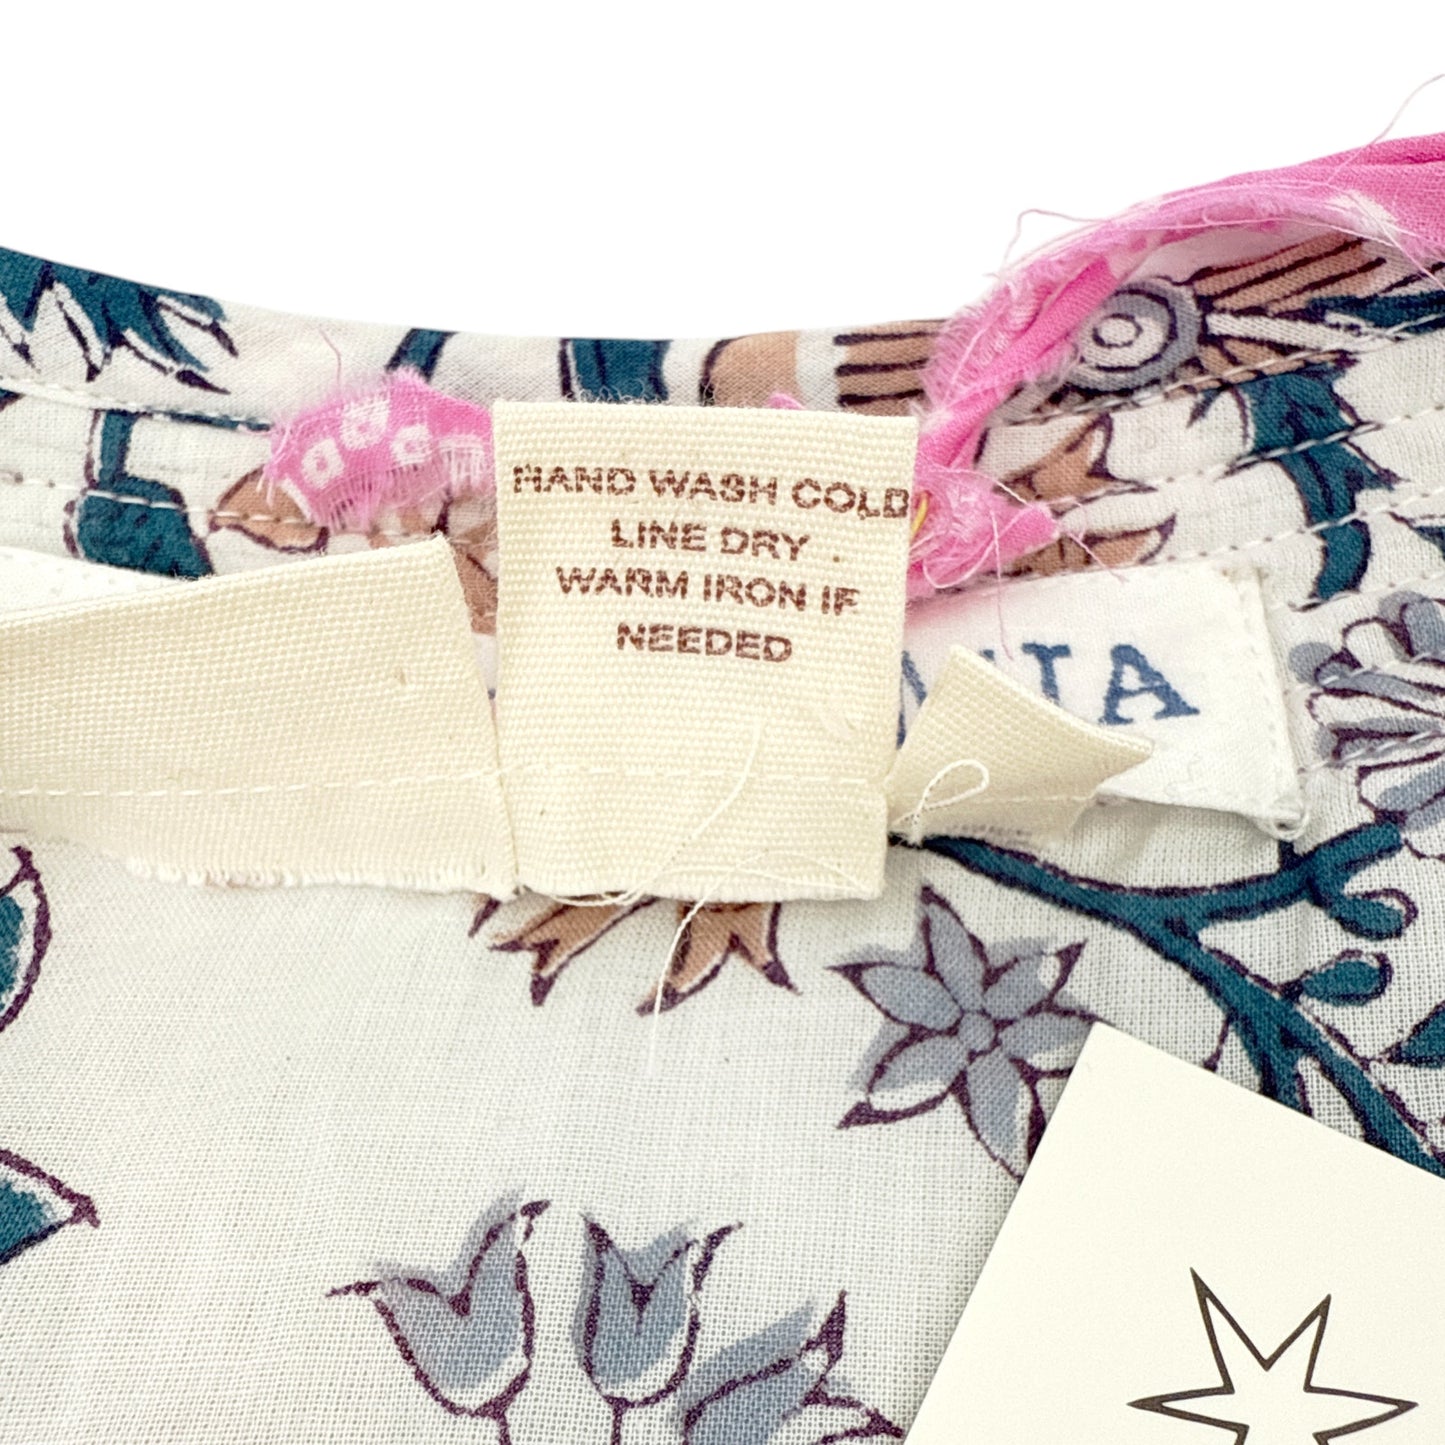 HAND WASH COLD
LINE DRY
WARM IRON IF
NEEDED